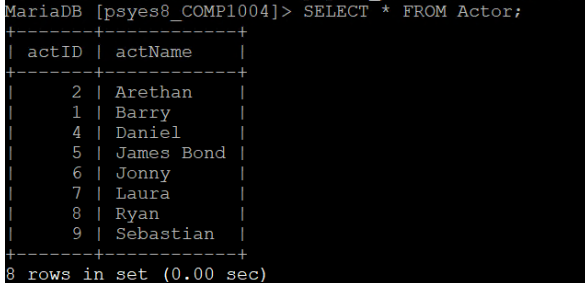 MariaDB [psyes8_COMP1004]> SELECT * FROM Actor;
+-------+------------+
| actID | actName    |
+-------+------------+
|     2 | Arethan    |
|     1 | Barry      |
|     4 | Daniel     |
|     5 | James Bond |
|     6 | Jonny      |
|     7 | Laura      |
|     8 | Ryan       |
|     9 | Sebastian  |
+-------+------------+
8 rows in set (0.00 sec)